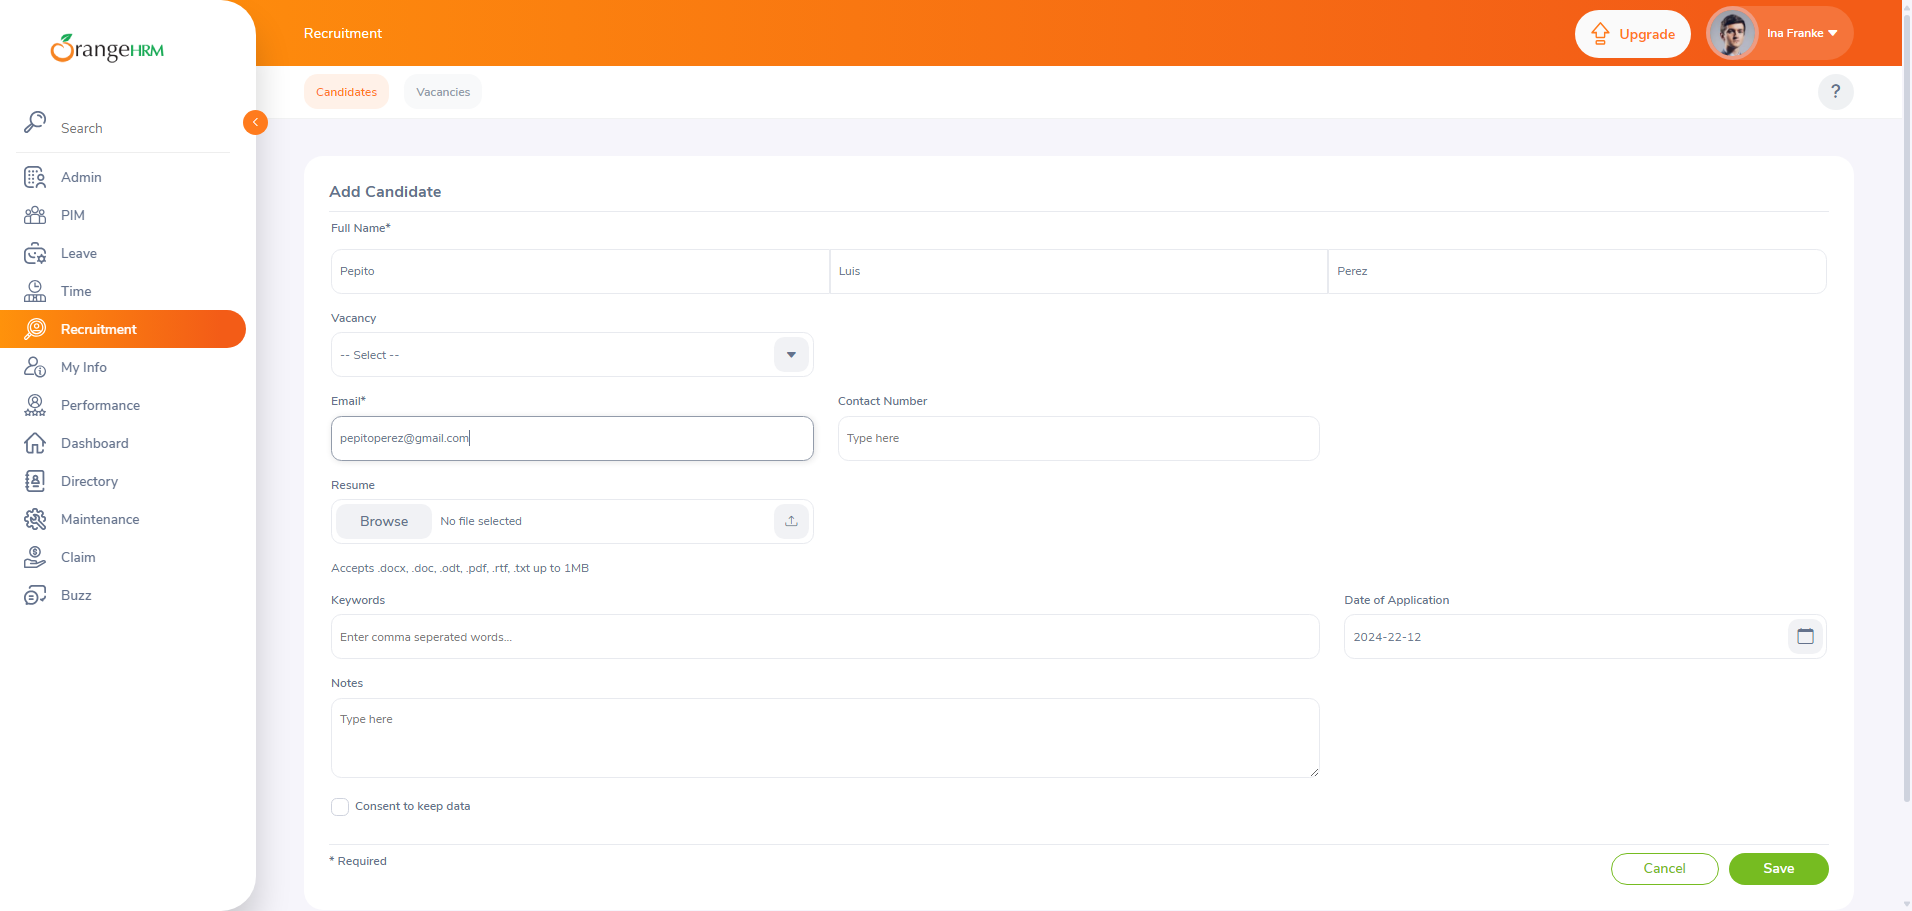 OrangeHRM
Search
Admin
PIM
Leave
Time
Recruitment
My Info
Performance
Dashboard
Directory
Maintenance
Claim
Buzz
Recruitment
Upgrade
Ina Franke
Candidates
Vacancies
?
Add Candidate
Full Name*
Pepito
Luis
Perez
Vacancy
-- Select --
Email*
Contact Number
pepitoperez@gmail.com
Type here
Resume
Browse
No file selected
Accepts .docx, .doc, .odt, .pdf, .rtf, .txt up to 1MB
Keywords
Date of Application
Enter comma seperated words...
2024-22-12
Notes
Type here
Consent to keep data
* Required
Cancel
Save